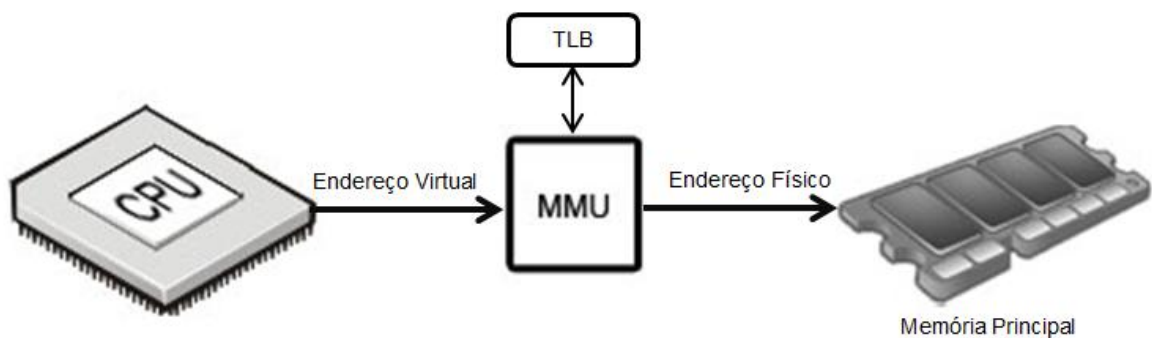 TLB
CPU
Endereço Virtual
MMU
Endereço Físico
Memória Principal